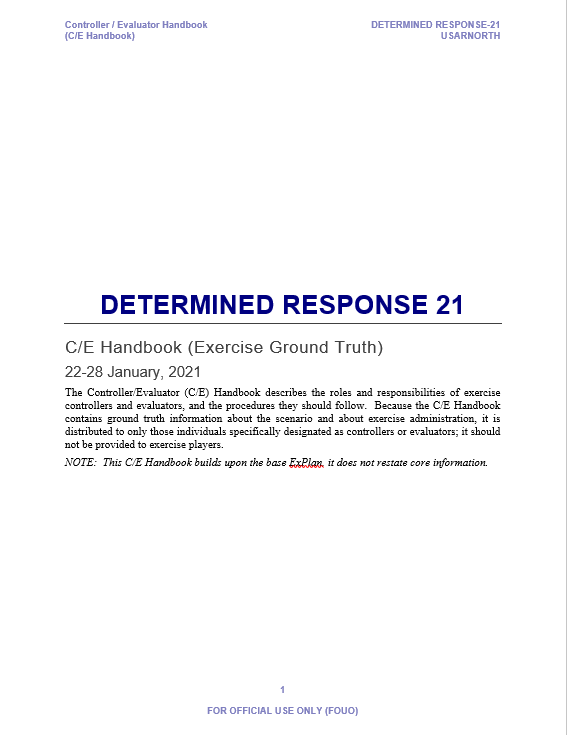 Controller / Evaluator Handbook
(C/E Handbook)
DETERMINED RESPONSE-21
USARNORTH
DETERMINED RESPONSE 21
C/E Handbook (Exercise Ground Truth)
22-28 January, 2021
The Controller/Evaluator (C/E) Handbook describes the roles and responsibilities of exercise
controllers and evaluators, and the procedures they should follow.  Because the C/E Handbook
contains ground truth information about the scenario and about exercise administration, it is
distributed to only those individuals specifically designated as controllers or evaluators; it should
not be provided to exercise players.
NOTE:  This C/E Handbook builds upon the base ExPlan, it does not restate core information.
1
FOR OFFICIAL USE ONLY (FOUO)